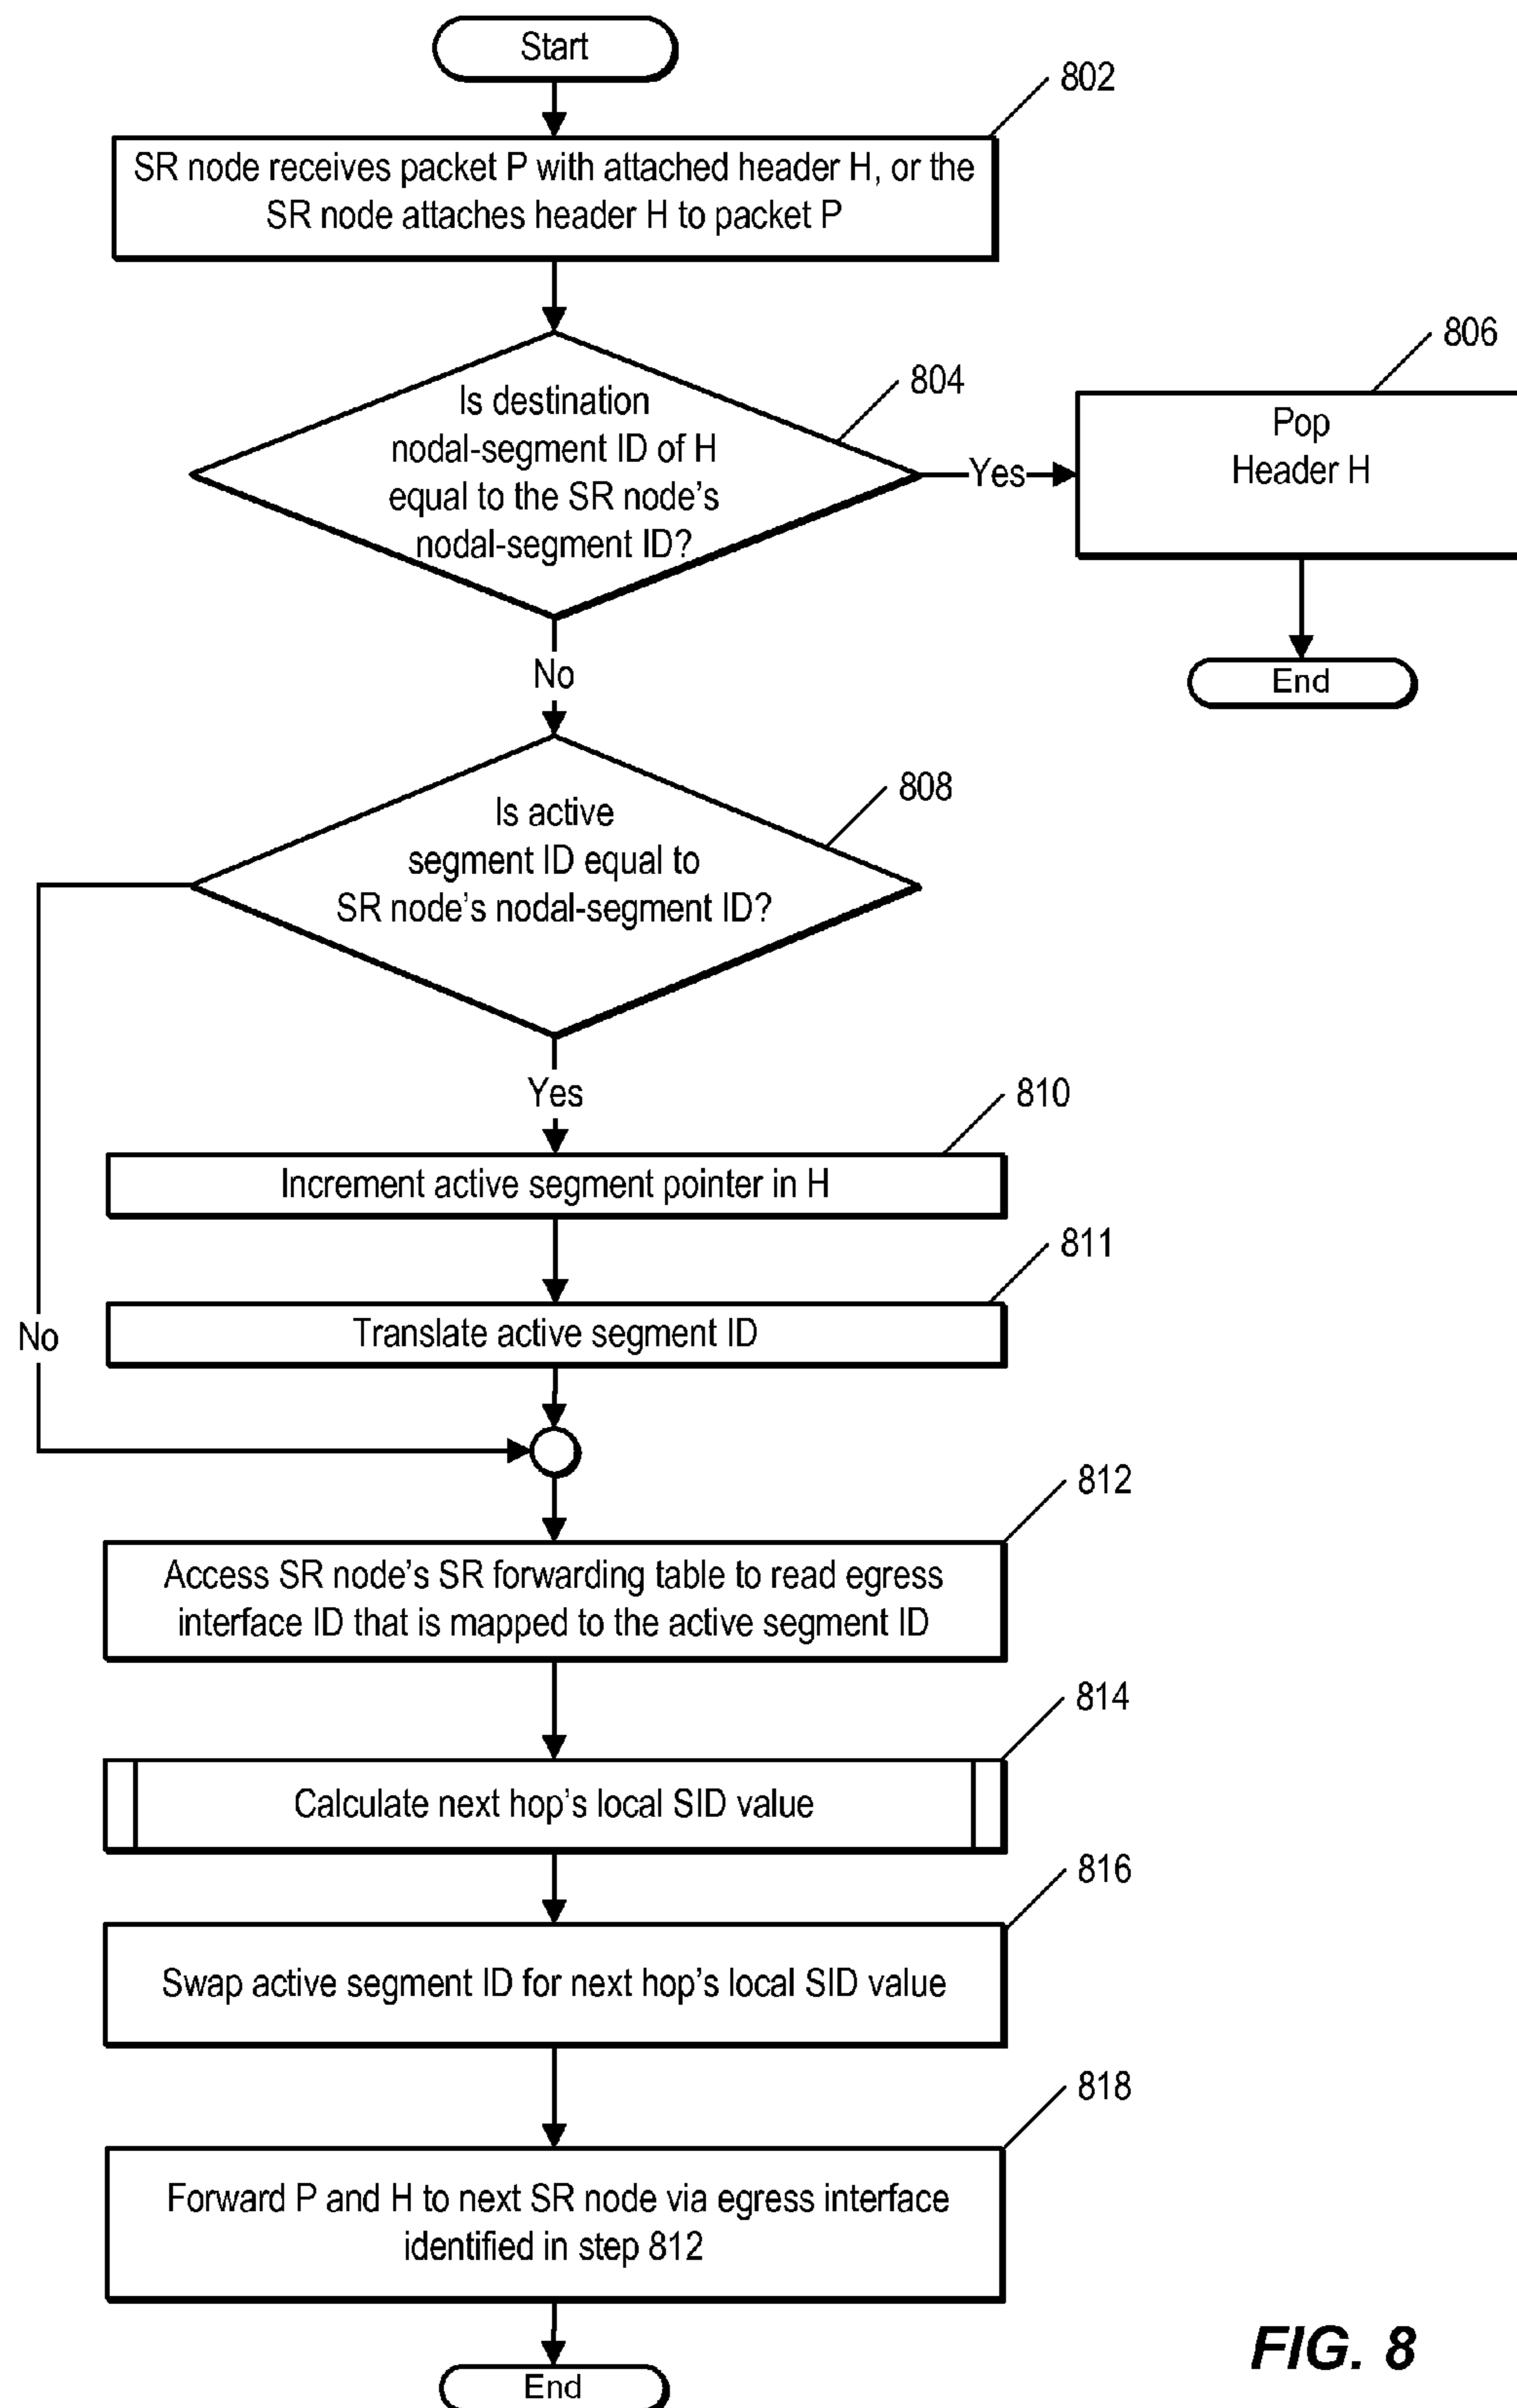 Start
802
SR node receives packet P with attached header H, or the
SR node attaches header H to packet P
804
Is destination
nodal-segment ID of H
equal to the SR node's
nodal-segment ID?
Yes
806
Pop
Header H
End
No
808
Is active
segment ID equal to
SR node's nodal-segment ID?
Yes
810
Increment active segment pointer in H
811
Translate active segment ID
No
812
Access SR node's SR forwarding table to read egress
interface ID that is mapped to the active segment ID
814
Calculate next hop's local SID value
816
Swap active segment ID for next hop's local SID value
818
Forward P and H to next SR node via egress interface
identified in step 812
End
FIG. 8